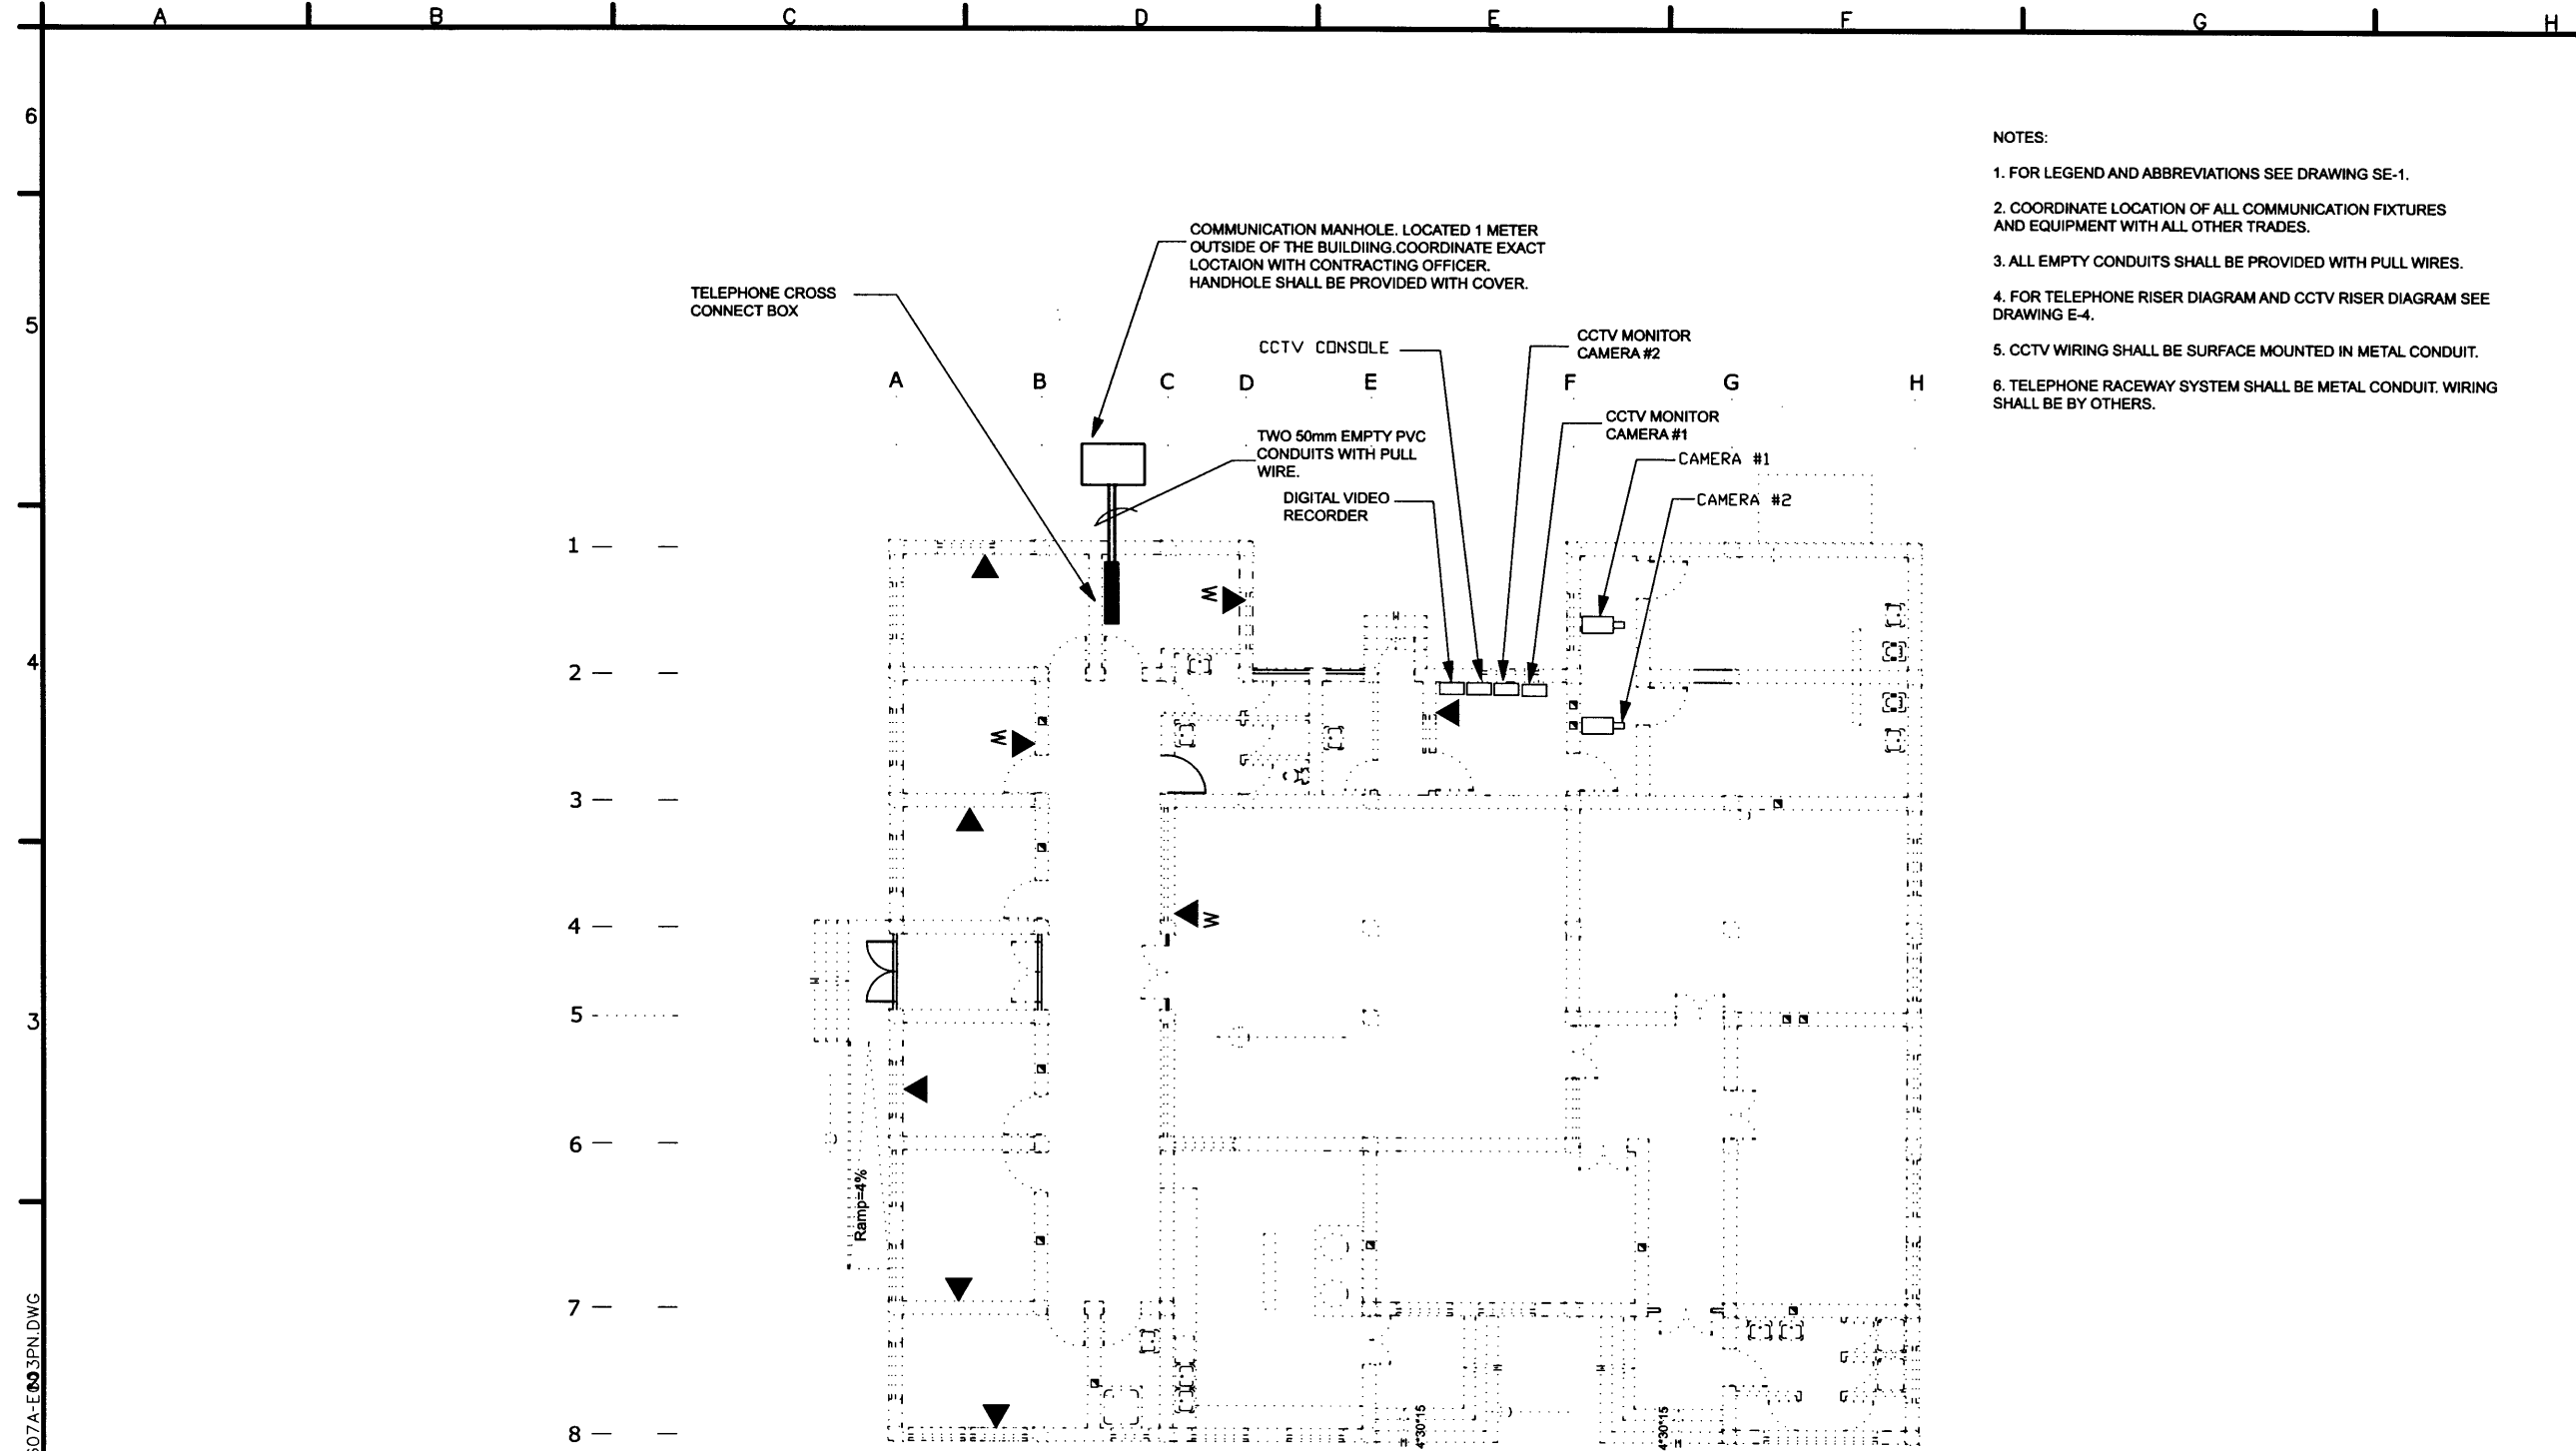 A B C D E F G H
6
5
4
3
NOTES:
1. FOR LEGEND AND ABBREVIATIONS SEE DRAWING SE-1.
2. COORDINATE LOCATION OF ALL COMMUNICATION FIXTURES
AND EQUIPMENT WITH ALL OTHER TRADES.
3. ALL EMPTY CONDUITS SHALL BE PROVIDED WITH PULL WIRES.
4. FOR TELEPHONE RISER DIAGRAM AND CCTV RISER DIAGRAM SEE
DRAWING E-4.
5. CCTV WIRING SHALL BE SURFACE MOUNTED IN METAL CONDUIT.
6. TELEPHONE RACEWAY SYSTEM SHALL BE METAL CONDUIT. WIRING
SHALL BE BY OTHERS.
COMMUNICATION MANHOLE. LOCATED 1 METER
OUTSIDE OF THE BUILDIING.COORDINATE EXACT
LOCTAION WITH CONTRACTING OFFICER.
HANDHOLE SHALL BE PROVIDED WITH COVER.
TELEPHONE CROSS
CONNECT BOX
CCTV CONSOLE
CCTV MONITOR
CAMERA #2
A B C D E F G H
CCTV MONITOR
CAMERA #1
TWO 50mm EMPTY PVC
CONDUITS WITH PULL
WIRE.
CAMERA #1
DIGITAL VIDEO
RECORDER
CAMERA #2
1
W
2
W
3
W
4
5
6
Ramp=4%
7
8
4*30*15
4*30*15